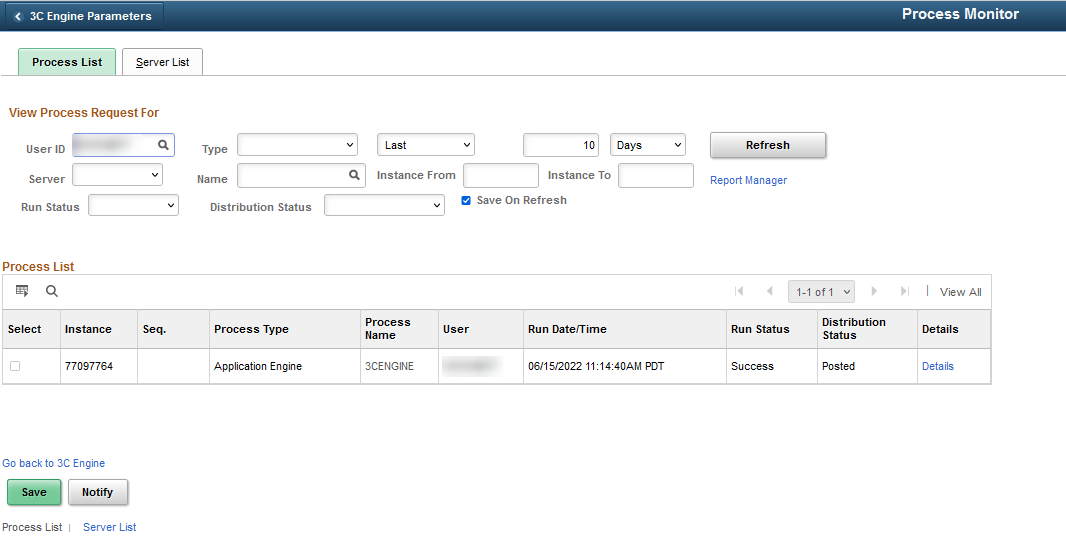 3C Engine Parameters
Process Monitor
Process List
Server List
View Process Request For
User ID
Type
Last
10
Days
Refresh
Server
Name
Instance From
Instance To
Report Manager
Run Status
Distribution Status
Save On Refresh
Process List
1-1 of 1
View All
Select
Instance
Seq.
Process Type
Process Name
User
Run Date/Time
Run Status
Distribution Status
Details
77097764
Application Engine
3CENGINE
06/15/2022 11:14:40AM PDT
Success
Posted
Details
Go back to 3C Engine
Save
Notify
Process List | Server List